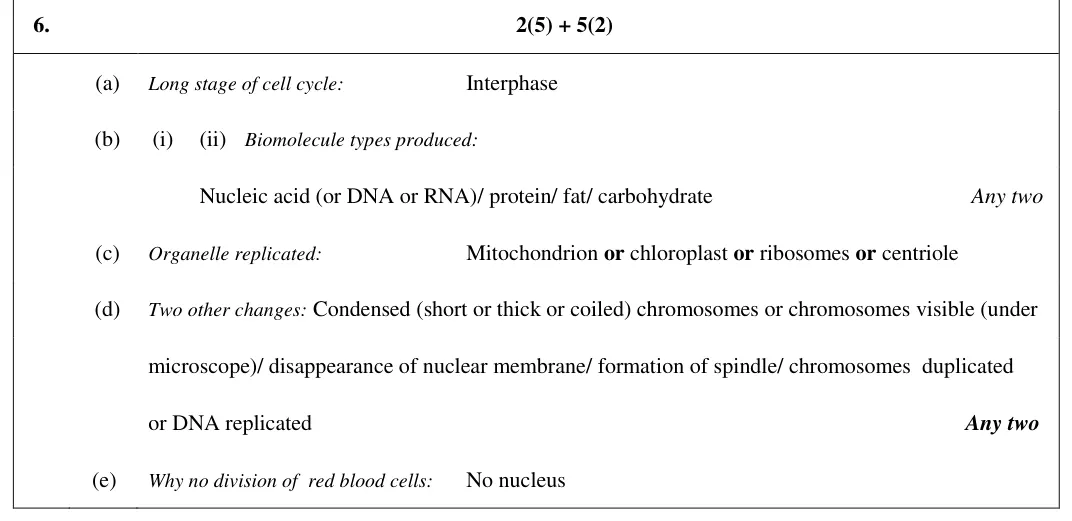 6. 2(5) + 5(2)
(a) Long stage of cell cycle: Interphase
(b) (i) (ii) Biomolecule types produced:
Nucleic acid (or DNA or RNA)/ protein/ fat/ carbohydrate Any two
(c) Organelle replicated: Mitochondrion or chloroplast or ribosomes or centriole
(d) Two other changes: Condensed (short or thick or coiled) chromosomes or chromosomes visible (under
microscope)/ disappearance of nuclear membrane/ formation of spindle/ chromosomes duplicated
or DNA replicated Any two
(e) Why no division of red blood cells: No nucleus